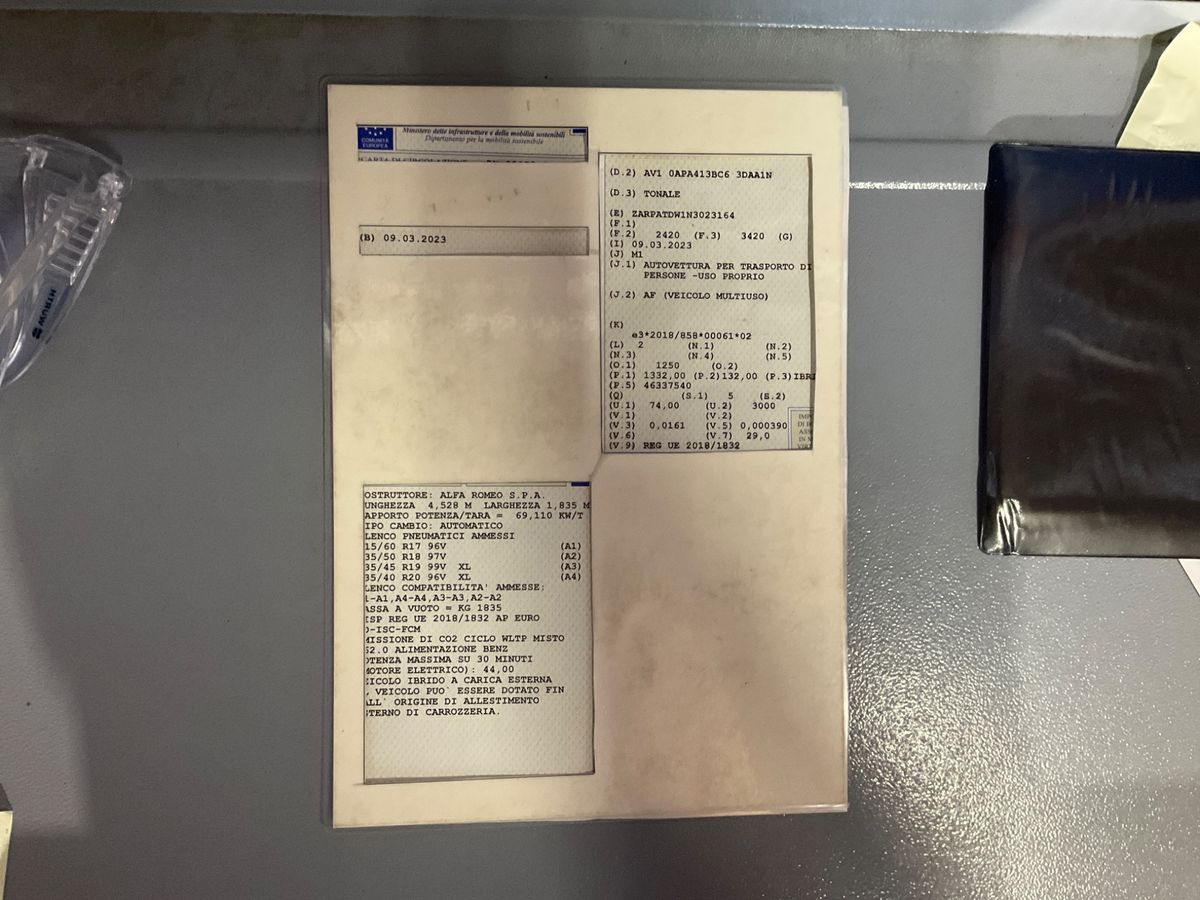 COMUNITÀ
EUROPEA
Ministero delle infrastrutture e della mobilità sostenibili
Dipartimento per la mobilità sostenibile
(B) 09.03.2023
(D.2) AV1 0APA413BC6 3DAA1N
(D.3) TONALE
(E) ZARPATDW1N3023164
(F.1)
(F.2) 2420 (F.3) 3420 (G)
(I) 09.03.2023
(J) M1
(J.1) AUTOVETTURA PER TRASPORTO DI
PERSONE -USO PROPRIO
(J.2) AF (VEICOLO MULTIUSO)
(K)
e3*2018/858*00061*02
(L) 2 (N.1) (N.2)
(N.3) (N.4) (N.5)
(O.1) 1250 (O.2)
(P.1) 1332,00 (P.2)132,00 (P.3)IBR
(P.5) 46337540
(Q) (S.1) 5 (S.2)
(U.1) 74,00 (U.2) 3000
(V.1) (V.2)
(V.3) 0,0161 (V.5) 0,000390
(V.6) (V.7) 29,0
(V.9) REG UE 2018/1832
OSTRUTTORE: ALFA ROMEO S.P.A.
UNGHEZZA 4,528 M LARGHEZZA 1,835 M
APPORTO POTENZA/TARA = 69,110 KW/T
IPO CAMBIO: AUTOMATICO
LENCO PNEUMATICI AMMESSI
15/60 R17 96V (A1)
35/50 R18 97V (A2)
35/45 R19 99V XL (A3)
35/40 R20 96V XL (A4)
LENCO COMPATIBILITA' AMMESSE:
-A1,A4-A4,A3-A3,A2-A2
ASSA A VUOTO = KG 1835
ISP REG UE 2018/1832 AP EURO
-ISC-FCM
MISSIONE DI CO2 CICLO WLTP MISTO
2.0 ALIMENTAZIONE BENZ
OTENZA MASSIMA SU 30 MINUTI
MOTORE ELETTRICO): 44,00
ICOLO IBRIDO A CARICA ESTERNA
VEICOLO PUO` ESSERE DOTATO FIN
ALL` ORIGINE DI ALLESTIMENTO
TERNO DI CARROZZERIA.
WURTH